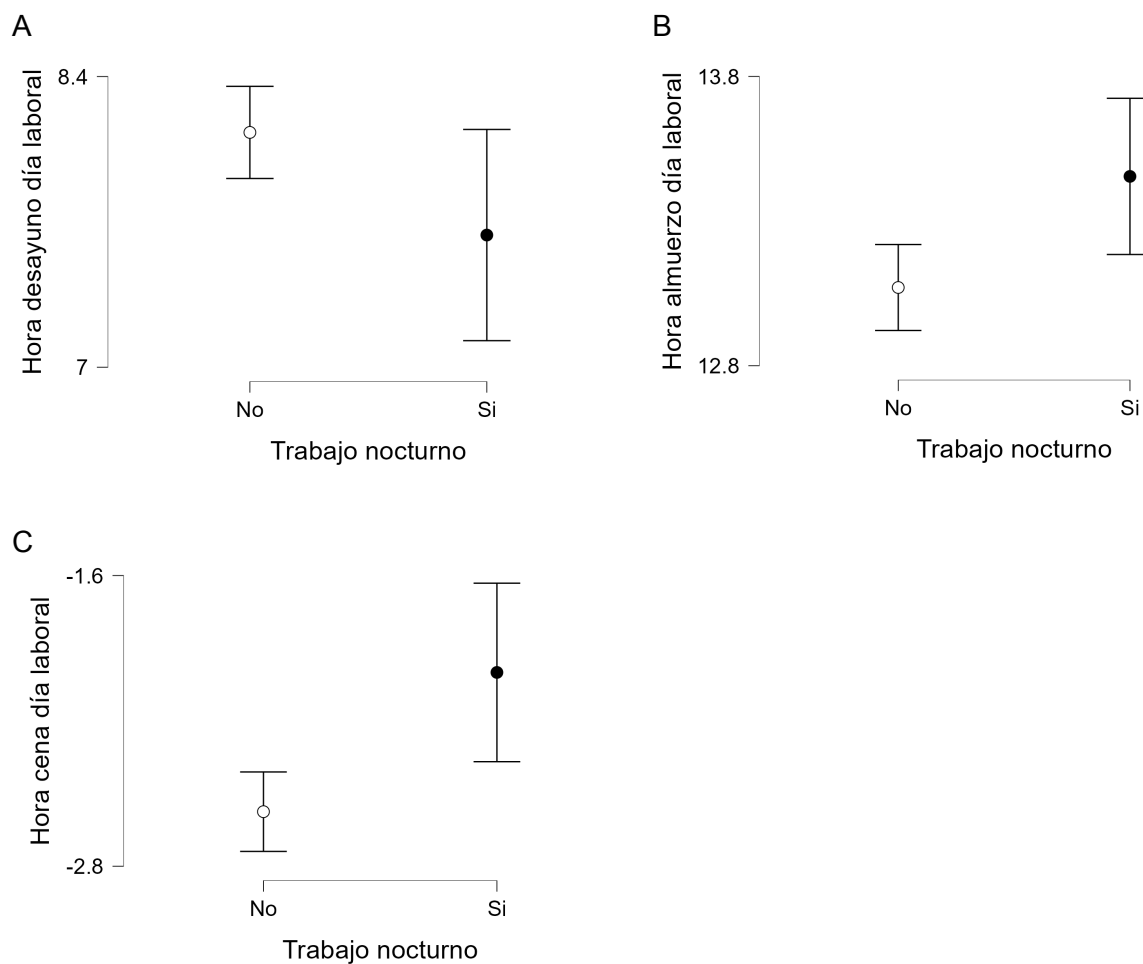 A
Hora desayuno día laboral
8.4
7
No
Si
Trabajo nocturno
B
Hora almuerzo día laboral
13.8
12.8
No
Si
Trabajo nocturno
C
Hora cena día laboral
-1.6
-2.8
No
Si
Trabajo nocturno